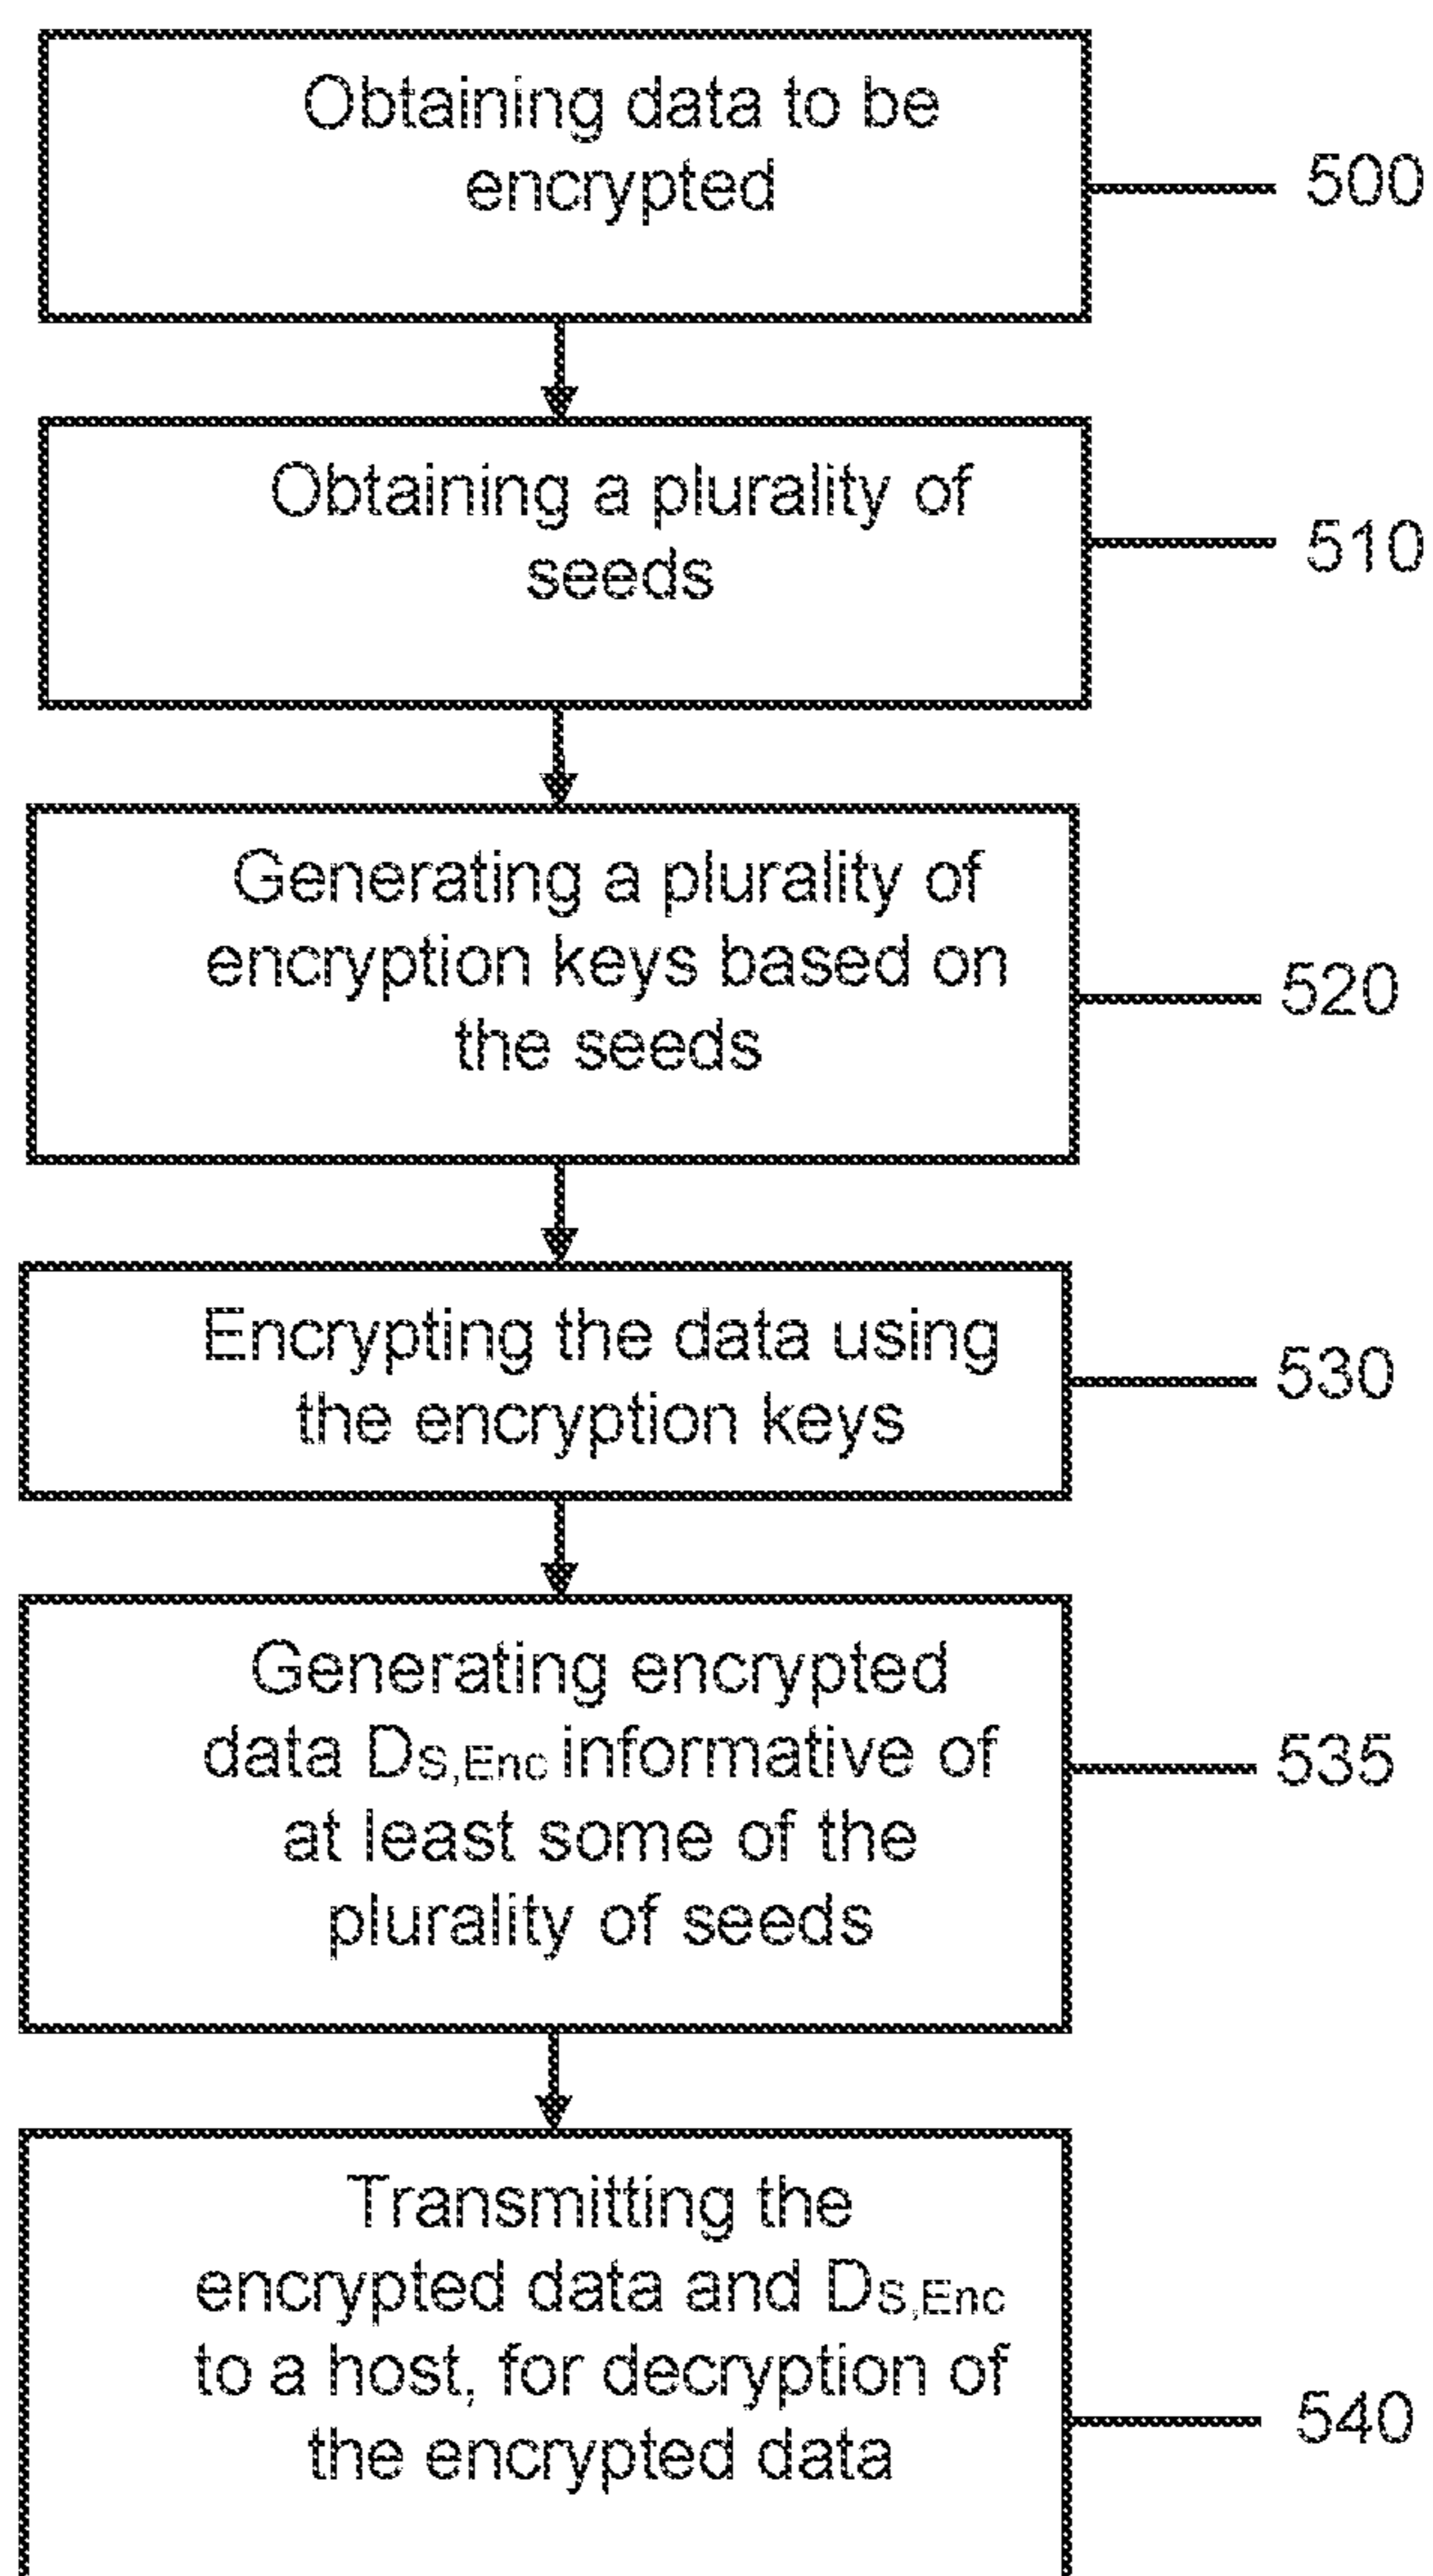 Obtaining data to be
encrypted
500
Obtaining a plurality of
seeds
510
Generating a plurality of
encryption keys based on
the seeds
520
Encrypting the data using
the encryption keys
530
Generating encrypted
data Ds,Enc informative of
at least some of the
plurality of seeds
535
Transmitting the
encrypted data and Ds,Enc
to a host, for decryption of
the encrypted data
540